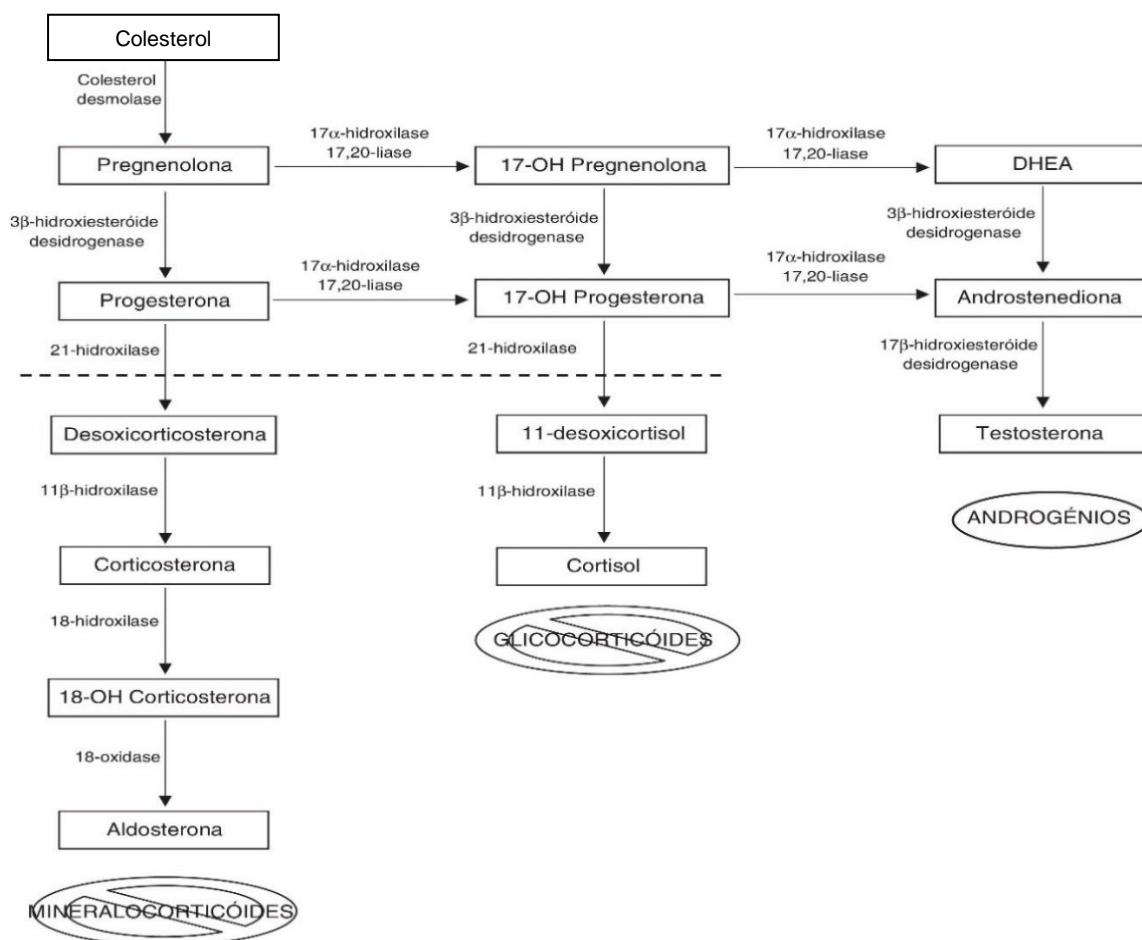 Colesterol
Colesterol
desmolase
17α-hidroxilase
17,20-liase
17α-hidroxilase
17,20-liase
Pregnenolona
17-OH Pregnenolona
DHEA
3β-hidroxiesteróide
desidrogenase
3β-hidroxiesteróide
desidrogenase
3β-hidroxiesteróide
desidrogenase
17α-hidroxilase
17,20-liase
17α-hidroxilase
17,20-liase
Progesterona
17-OH Progesterona
Androstenediona
21-hidroxilase
21-hidroxilase
17β-hidroxiesteróide
desidrogenase
Desoxicorticosterona
11-desoxicortisol
Testosterona
11β-hidroxilase
11β-hidroxilase
ANDROGÉNIOS
Corticosterona
Cortisol
18-hidroxilase
GLICOCORTICÓIDES
18-OH Corticosterona
18-oxidase
Aldosterona
MINERALOCORTICÓIDES